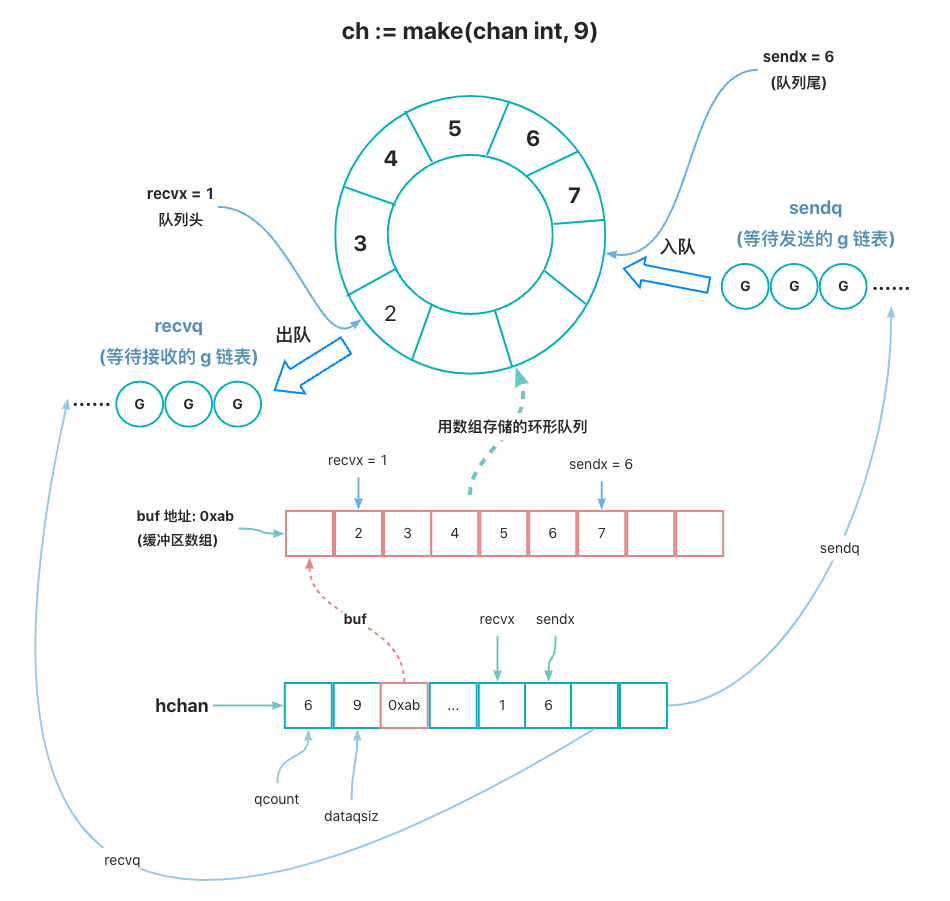 ch := make(chan int, 9)
sendx = 6
(队列尾)
5
6
4
7
recvx = 1
队列头
sendq
(等待发送的 g 链表)
3
入队
G G G ······
2
recvq
(等待接收的 g 链表)
出队
······ G G G
用数组存储的环形队列
recvx = 1
sendx = 6
buf 地址: 0xab
(缓冲区数组)
2 3 4 5 6 7
sendq
buf
recvx
sendx
hchan
6 9 0xab ... 1 6
qcount
dataqsiz
recvq